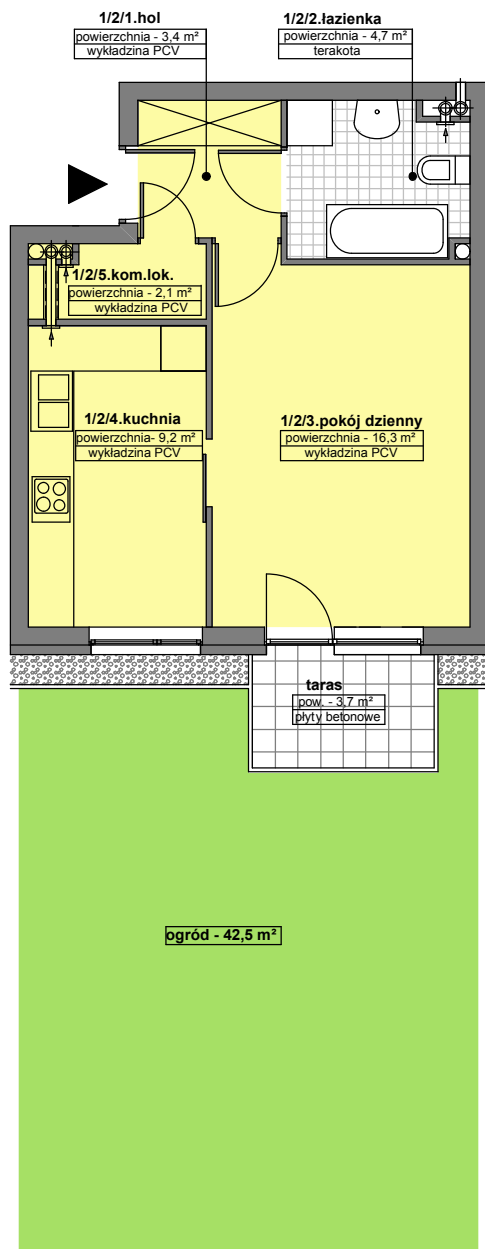 1/2/1.hol
powierzchnia - 3,4 m²
wykładzina PCV
1/2/2.łazienka
powierzchnia - 4,7 m²
terakota
1/2/5.kom.lok.
powierzchnia - 2,1 m²
wykładzina PCV
1/2/4.kuchnia
powierzchnia- 9,2 m²
wykładzina PCV
1/2/3.pokój dzienny
powierzchnia - 16,3 m²
wykładzina PCV
taras
pow. - 3,7 m²
płyty betonowe
ogród - 42,5 m²